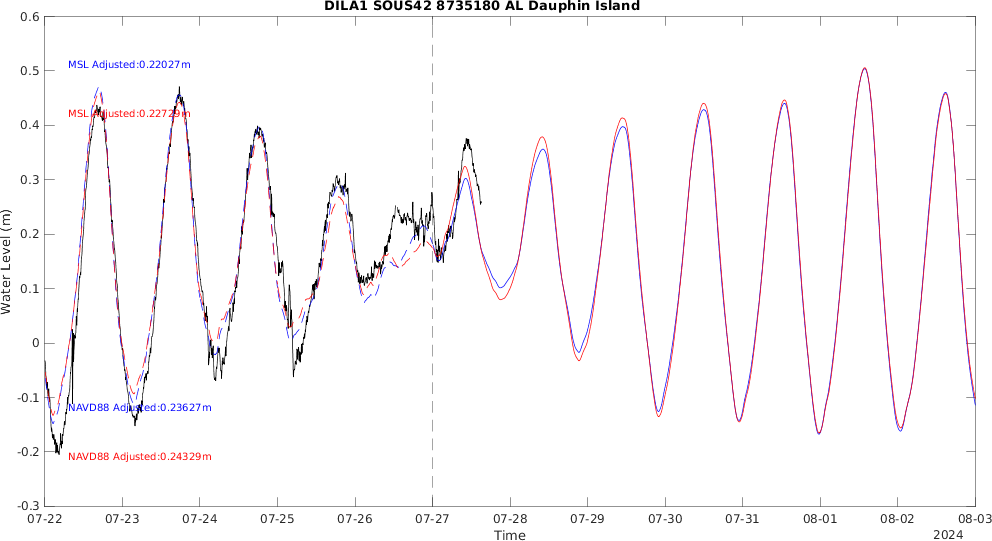 DILA1 SOUS42 8735180 AL Dauphin Island
0.6
0.5
0.4
0.3
0.2
0.1
0
-0.1
-0.2
-0.3
Water Level (m)
MSL Adjusted:0.22027m
MSL Adjusted:0.22729m
NAVD88 Adjusted:0.23627m
NAVD88 Adjusted:0.24329m
07-22 07-23 07-24 07-25 07-26 07-27 07-28 07-29 07-30 07-31 08-01 08-02 08-03
Time
2024